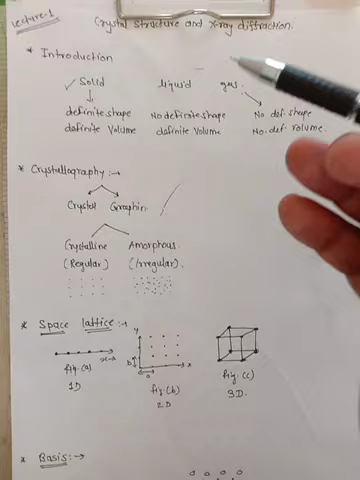 Lecture-1
Crystal Structure and X-ray diffraction.
* Introduction
✓ Solid liquid gas.
definite shape No definite shape No def. shape
definite Volume definite Volume No. def. Volume.
* Crystallography :→
Crystal Graphin
Crystalline Amorphous
(Regular) (Irregular).
* Space lattice :→
y
b
a
x
fig. (a) fig. (b) fig. (c)
1D 2D 3D.
* Basis :→